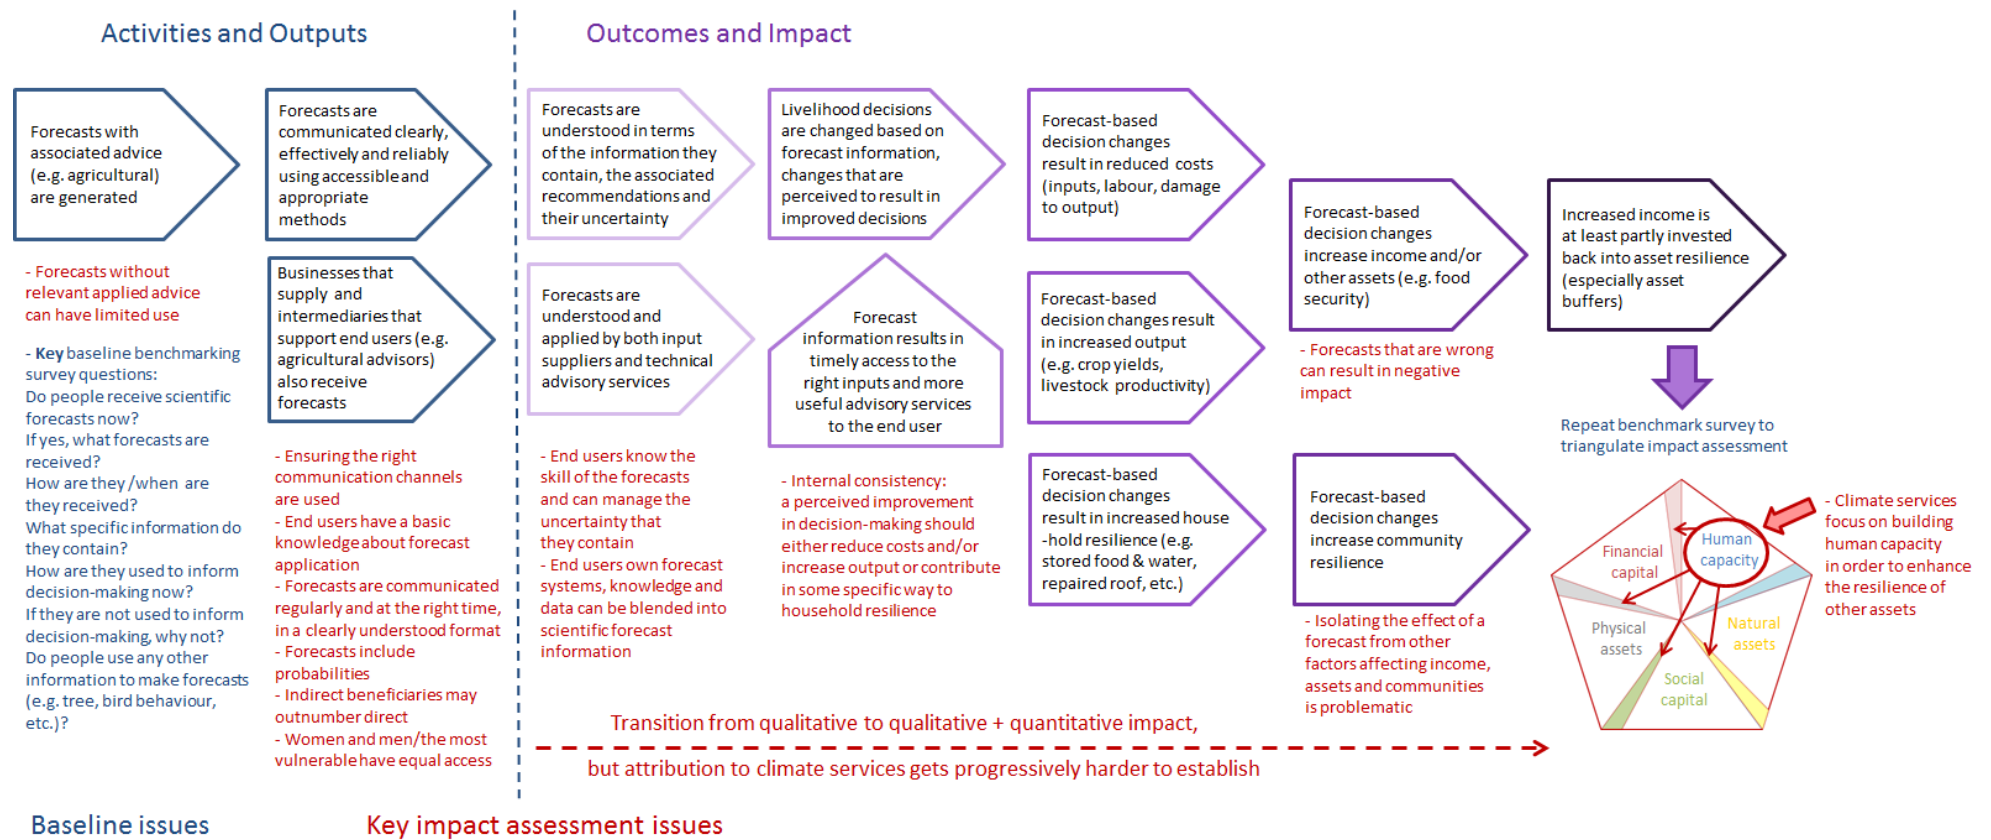 Activities and Outputs
Outcomes and Impact
Forecasts with
associated advice
(e.g. agricultural)
are generated
- Forecasts without
relevant applied advice
can have limited use
- Key baseline benchmarking
survey questions:
Do people receive scientific
forecasts now?
If yes, what forecasts are
received?
How are they /when are
they received?
What specific information do
they contain?
How are they used to inform
decision-making now?
If they are not used to inform
decision-making, why not?
Do people use any other
information to make forecasts
(e.g. tree, bird behaviour,
etc.)?
Forecasts are
communicated clearly,
effectively and reliably
using accessible and
appropriate
methods
Businesses that
supply and
intermediaries that
support end users (e.g.
agricultural advisors)
also receive
forecasts
- Ensuring the right
communication channels
are used
- End users have a basic
knowledge about forecast
application
- Forecasts are communicated
regularly and at the right time,
in a clearly understood format
- Forecasts include
probabilities
- Indirect beneficiaries may
outnumber direct
- Women and men/the most
vulnerable have equal access
Forecasts are
understood in terms
of the information they
contain, the associated
recommendations and
their uncertainty
Forecasts are
understood and
applied by both input
suppliers and technical
advisory services
- End users know the
skill of the forecasts
and can manage the
uncertainty that
they contain
- End users own forecast
systems, knowledge and
data can be blended into
scientific forecast
information
Livelihood decisions
are changed based on
forecast information,
changes that are
perceived to result in
improved decisions
Forecast
information results in
timely access to the
right inputs and more
useful advisory services
to the end user
- Internal consistency:
a perceived improvement
in decision-making should
either reduce costs and/or
increase output or contribute
in some specific way to
household resilience
Forecast-based
decision changes
result in reduced costs
(inputs, labour, damage
to output)
Forecast-based
decision changes result
in increased output
(e.g. crop yields,
livestock productivity)
Forecast-based
decision changes
result in increased house
-hold resilience (e.g.
stored food & water,
repaired roof, etc.)
Forecast-based
decision changes
increase income and/or
other assets (e.g. food
security)
- Forecasts that are wrong
can result in negative
impact
Forecast-based
decision changes
increase community
resilience
- Isolating the effect of a
forecast from other
factors affecting income,
assets and communities
is problematic
Increased income is
at least partly invested
back into asset resilience
(especially asset
buffers)
Repeat benchmark survey to
triangulate impact assessment
Human
capacity
Financial
capital
Physical
assets
Natural
assets
Social
capital
- Climate services
focus on building
human capacity
in order to enhance
the resilience of
other assets
Transition from qualitative to qualitative + quantitative impact,
but attribution to climate services gets progressively harder to establish
Baseline issues
Key impact assessment issues